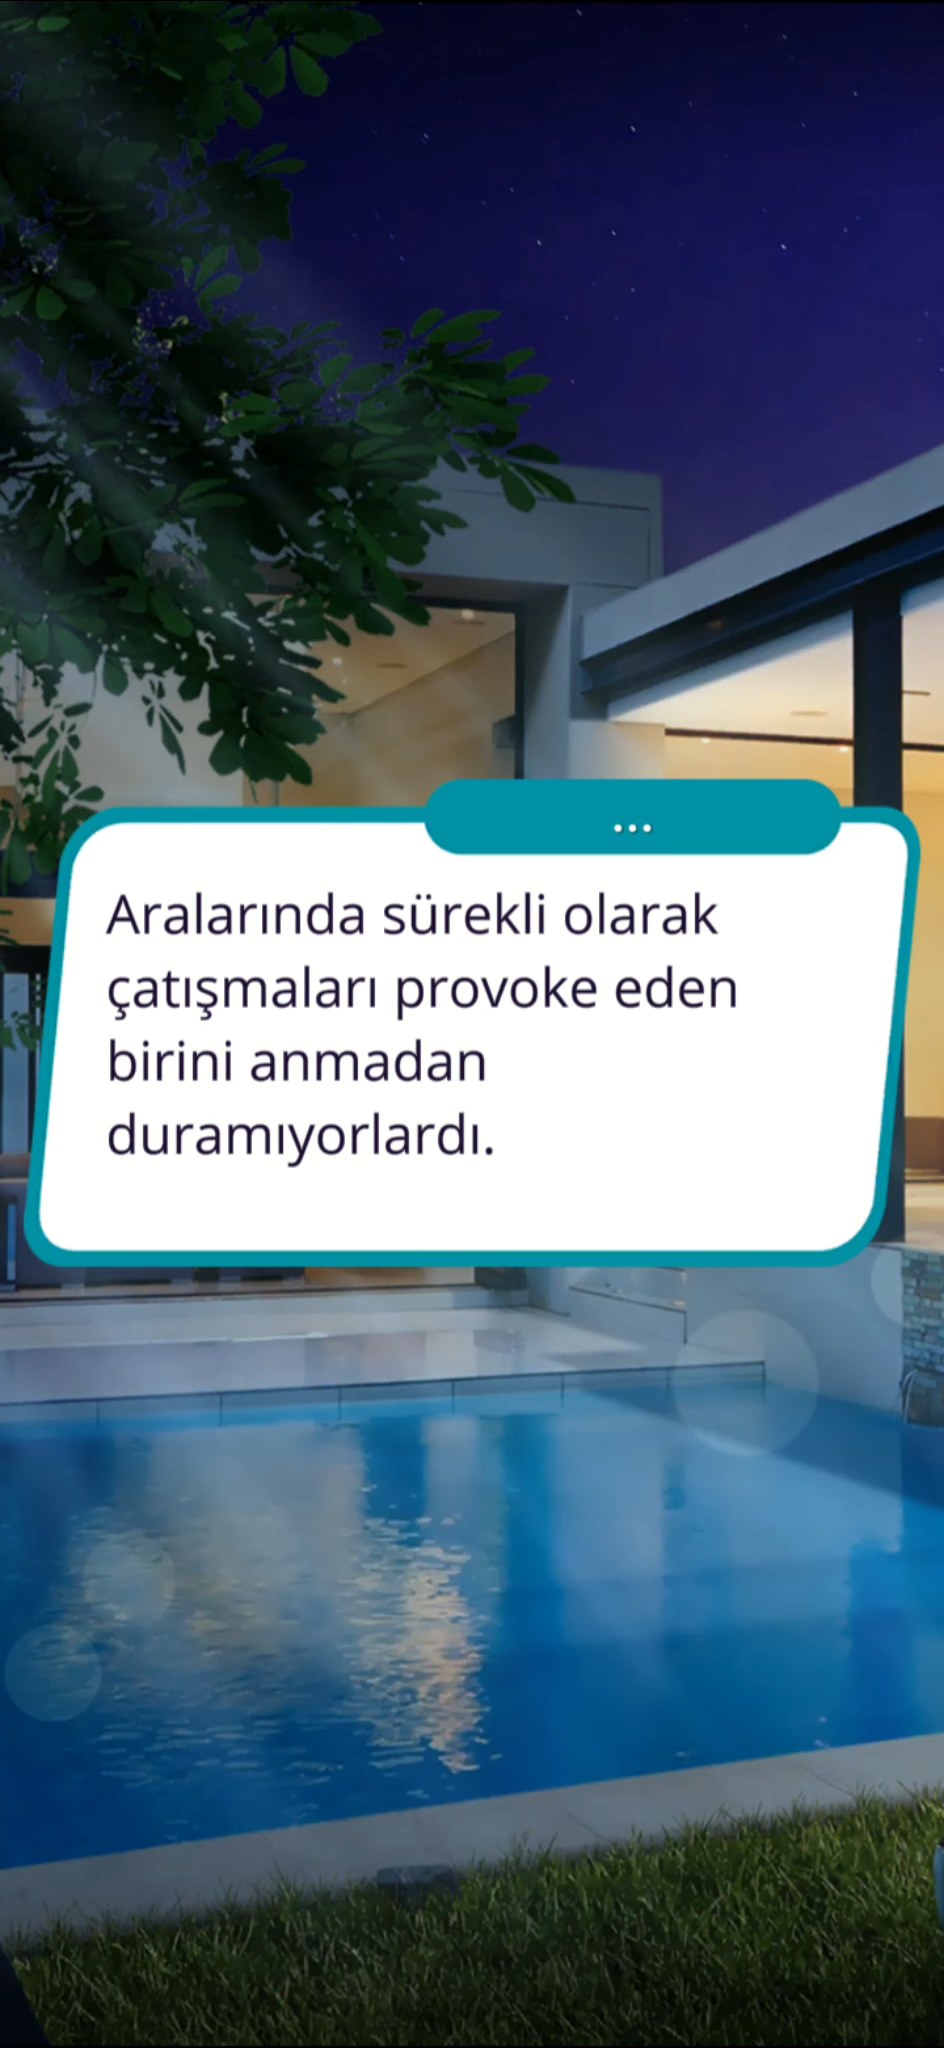 ...
Aralarında sürekli olarak
çatışmaları provoke eden
birini anmadan
duramıyorlardı.